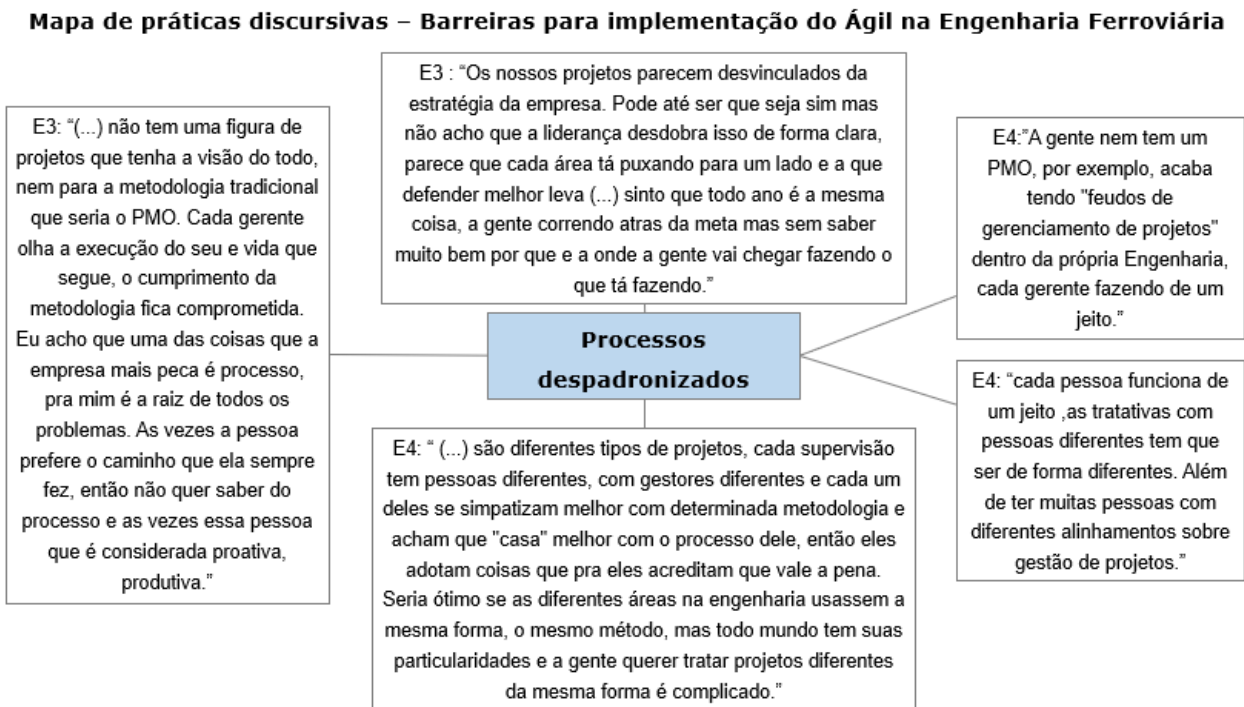 Mapa de práticas discursivas – Barreiras para implementação do Ágil na Engenharia Ferroviária
E3: “(...) não tem uma figura de
projetos que tenha a visão do todo,
nem para a metodologia tradicional
que seria o PMO. Cada gerente
olha a execução do seu e vida que
segue, o cumprimento da
metodologia fica comprometida.
Eu acho que uma das coisas que a
empresa mais peca é processo,
pra mim é a raiz de todos os
problemas. As vezes a pessoa
prefere o caminho que ela sempre
fez, então não quer saber do
processo e as vezes essa pessoa
que é considerada proativa,
produtiva.”
E3 : “Os nossos projetos parecem desvinculados da
estratégia da empresa. Pode até ser que seja sim mas
não acho que a liderança desdobra isso de forma clara,
parece que cada área tá puxando para um lado e a que
defender melhor leva (...) sinto que todo ano é a mesma
coisa, a gente correndo atras da meta mas sem saber
muito bem por que e a onde a gente vai chegar fazendo o
que tá fazendo.”
Processos
despadronizados
E4: “ (...) são diferentes tipos de projetos, cada supervisão
tem pessoas diferentes, com gestores diferentes e cada um
deles se simpatizam melhor com determinada metodologia e
acham que "casa" melhor com o processo dele, então eles
adotam coisas que pra eles acreditam que vale a pena.
Seria ótimo se as diferentes áreas na engenharia usassem a
mesma forma, o mesmo método, mas todo mundo tem suas
particularidades e a gente querer tratar projetos diferentes
da mesma forma é complicado.”
E4:”A gente nem tem um
PMO, por exemplo, acaba
tendo "feudos de
gerenciamento de projetos"
dentro da própria Engenharia,
cada gerente fazendo de um
jeito.”
E4: “cada pessoa funciona de
um jeito ,as tratativas com
pessoas diferentes tem que
ser de forma diferentes. Além
de ter muitas pessoas com
diferentes alinhamentos sobre
gestão de projetos.”